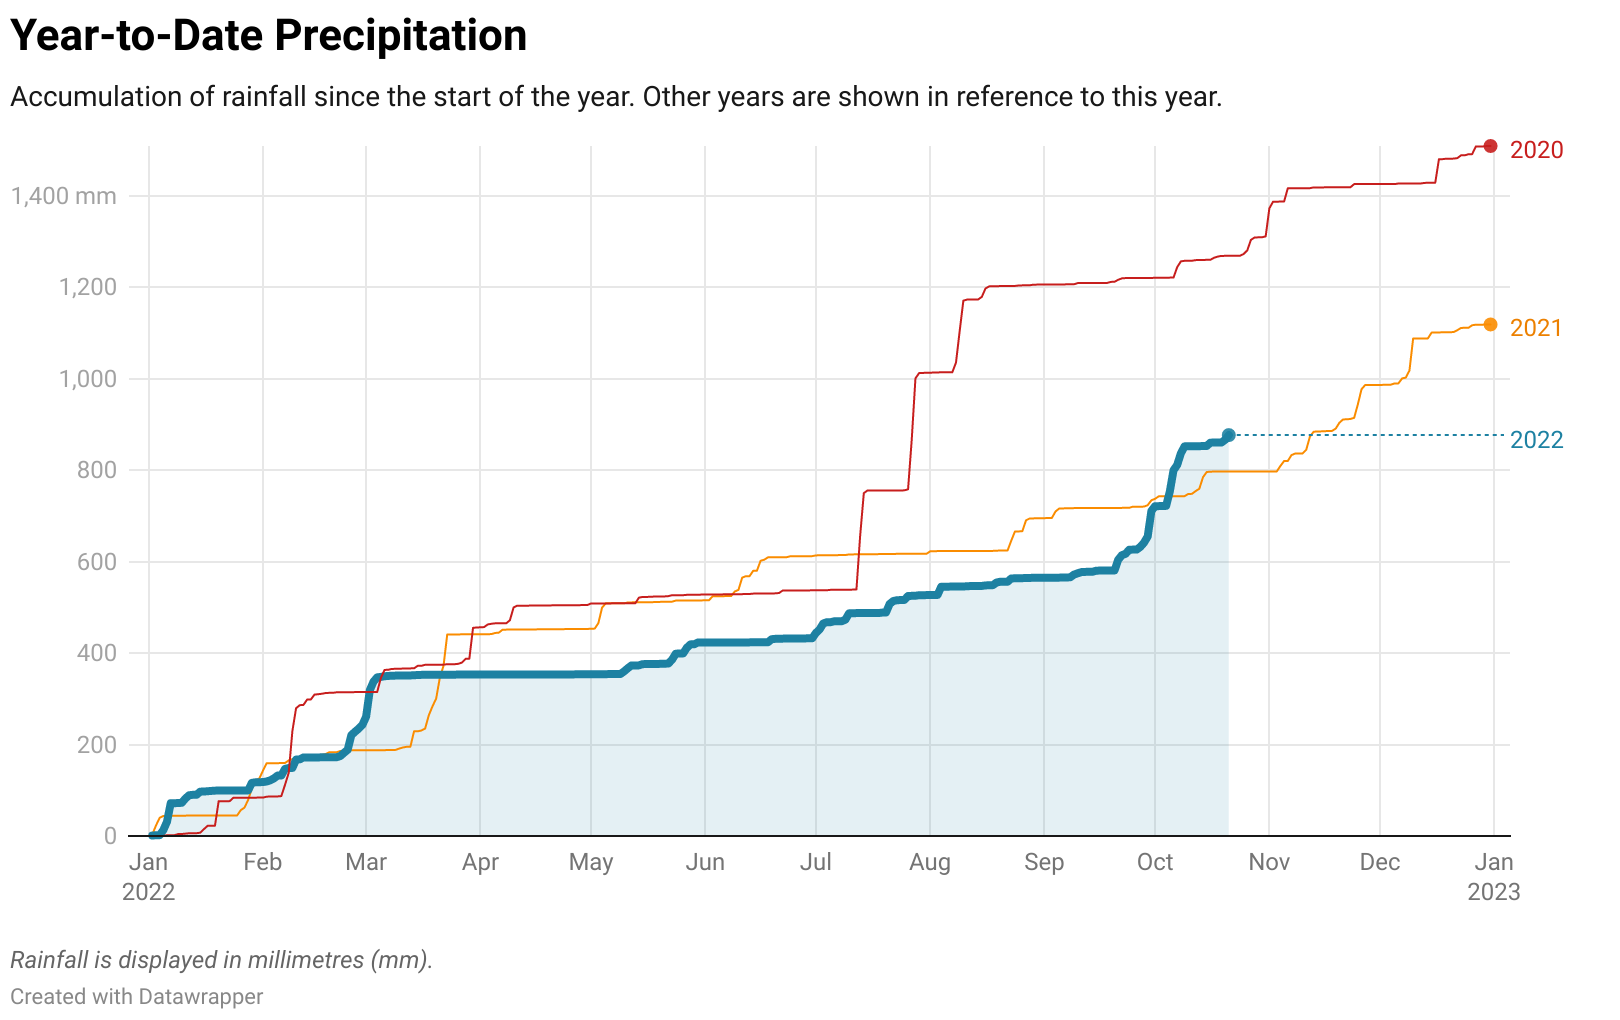 Year-to-Date Precipitation
Accumulation of rainfall since the start of the year. Other years are shown in reference to this year.
1,400 mm
1,200
1,000
800
600
400
200
0
2020
2021
2022
Jan Feb Mar Apr May Jun Jul Aug Sep Oct Nov Dec Jan
2022 2023
Rainfall is displayed in millimetres (mm).
Created with Datawrapper